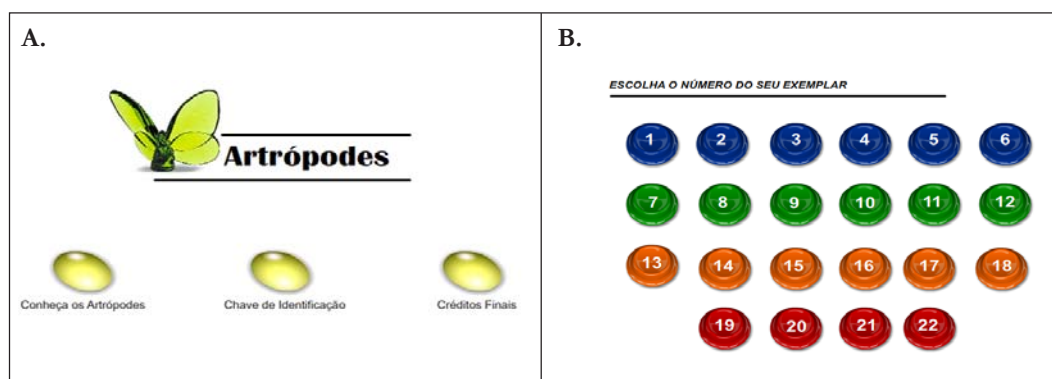 A.
Artrópodes
Conheça os Artrópodes
Chave de Identificação
Créditos Finais
B.
ESCOLHA O NÚMERO DO SEU EXEMPLAR
1 2 3 4 5 6
7 8 9 10 11 12
13 14 15 16 17 18
19 20 21 22